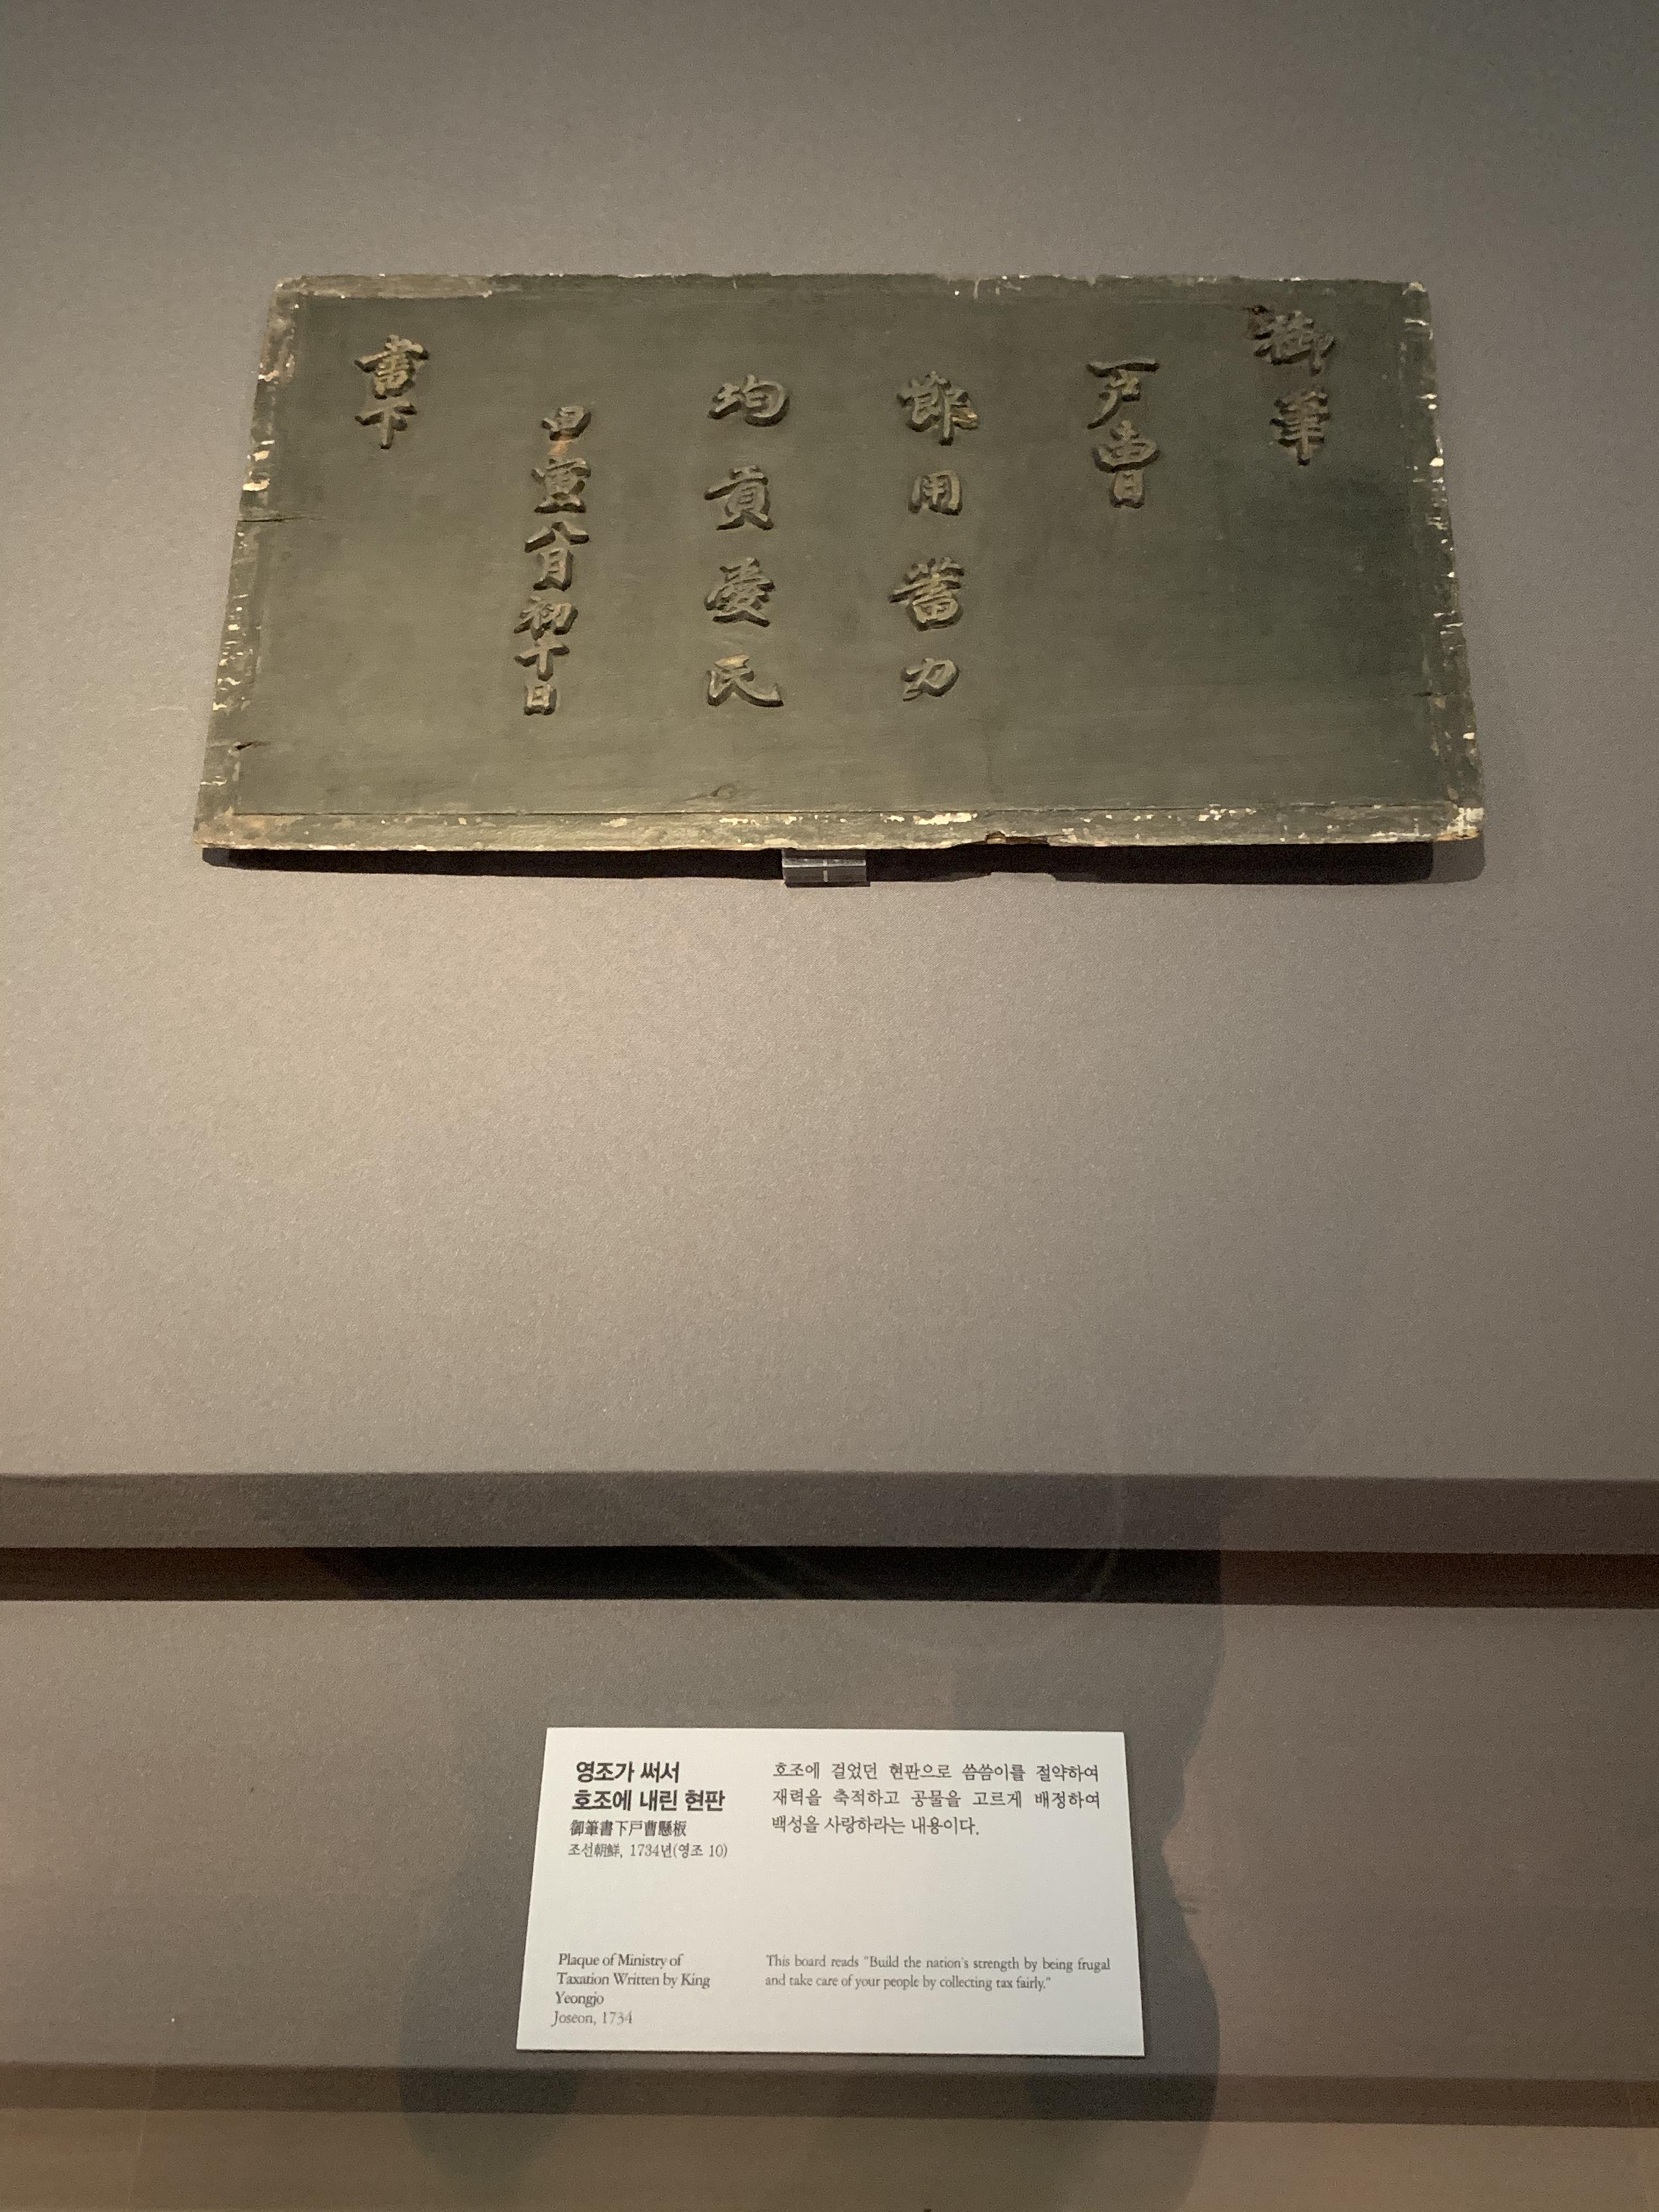 御筆
戶曹
節用蓄力
均貢愛民
甲寅八月初十日
書下
영조가 써서
호조에 내린 현판
御筆書下戶曹懸板
조선朝鮮, 1734년(영조 10)
호조에 걸었던 현판으로 씀씀이를 절약하여
재력을 축적하고 공물을 고르게 배정하여
백성을 사랑하라는 내용이다.
Plaque of Ministry of
Taxation Written by King
Yeongjo
Joseon, 1734
This board reads "Build the nation's strength by being frugal
and take care of your people by collecting tax fairly."